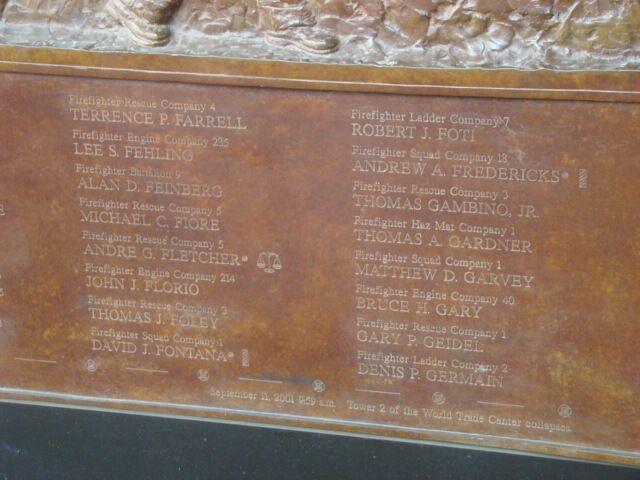 Firefighter Rescue Company 4
TERRENCE P. FARRELL
Firefighter Engine Company 235
LEE S. FEHLING
Firefighter Battalion 9
ALAN D. FEINBERG
Firefighter Rescue Company 5
MICHAEL C. FIORE
Firefighter Rescue Company 5
ANDRE G. FLETCHER
Firefighter Engine Company 214
JOHN J. FLORIO
Firefighter Rescue Company 3
THOMAS J. FOLEY
Firefighter Squad Company 1
DAVID J. FONTANA
Firefighter Ladder Company 7
ROBERT J. FOTI
Firefighter Squad Company 18
ANDREW A. FREDERICKS
Firefighter Rescue Company 3
THOMAS GAMBINO, JR.
Firefighter Haz Mat Company 1
THOMAS A. GARDNER
Firefighter Squad Company 1
MATTHEW D. GARVEY
Firefighter Engine Company 40
BRUCE H. GARY
Firefighter Rescue Company 1
GARY P. GEIDEL
Firefighter Ladder Company 2
DENIS P. GERMAIN
September 11, 2001 9:59 a.m. Tower 2 of the World Trade Center collapses